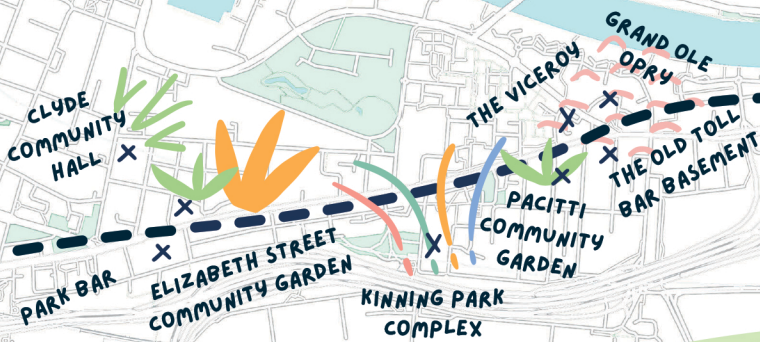 CLYDE
COMMUNITY
HALL
PARK BAR
ELIZABETH STREET
COMMUNITY GARDEN
KINNING PARK
COMPLEX
THE VICEROY
GRAND OLE
OPRY
THE OLD TOLL
BAR BASEMENT
PACITTI
COMMUNITY
GARDEN